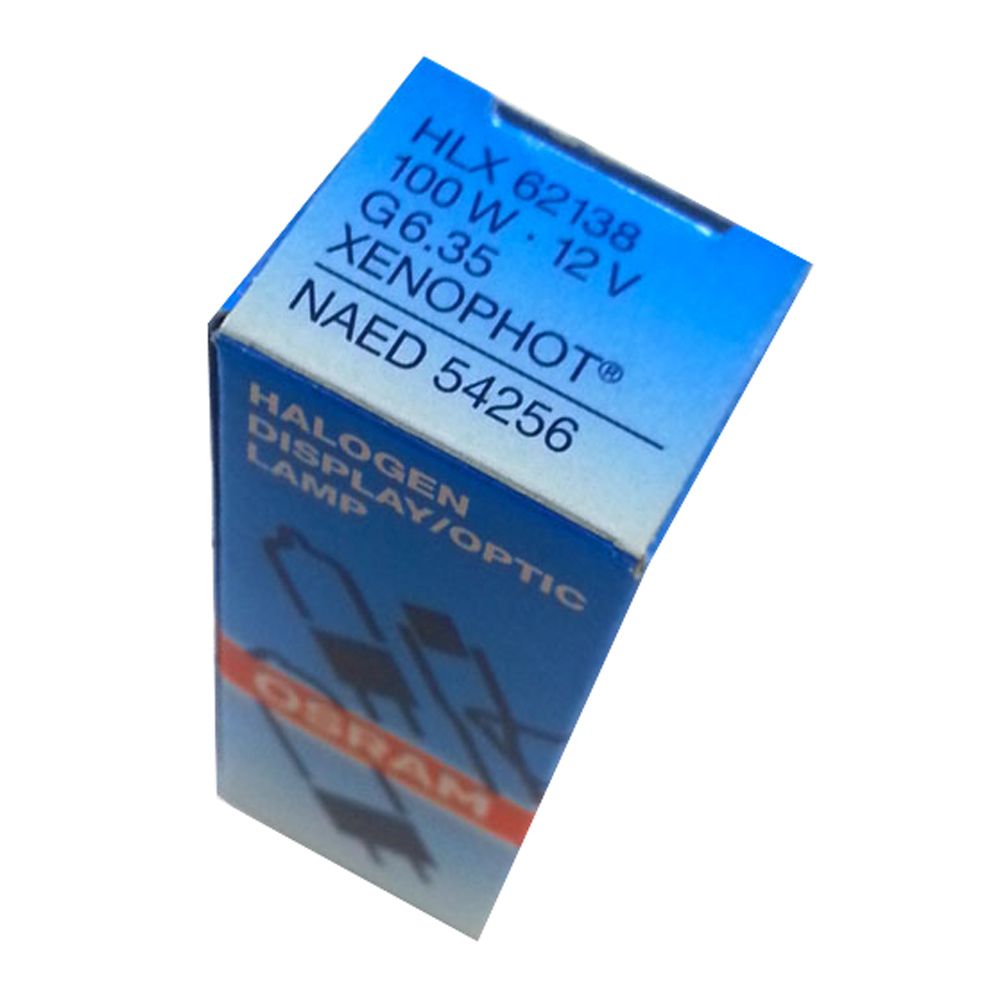 HLX 62138
100 W · 12 V
G6.35
XENOPHOT®
NAED 54256
HALOGEN
DISPLAY/OPTIC
LAMP
OSRAM